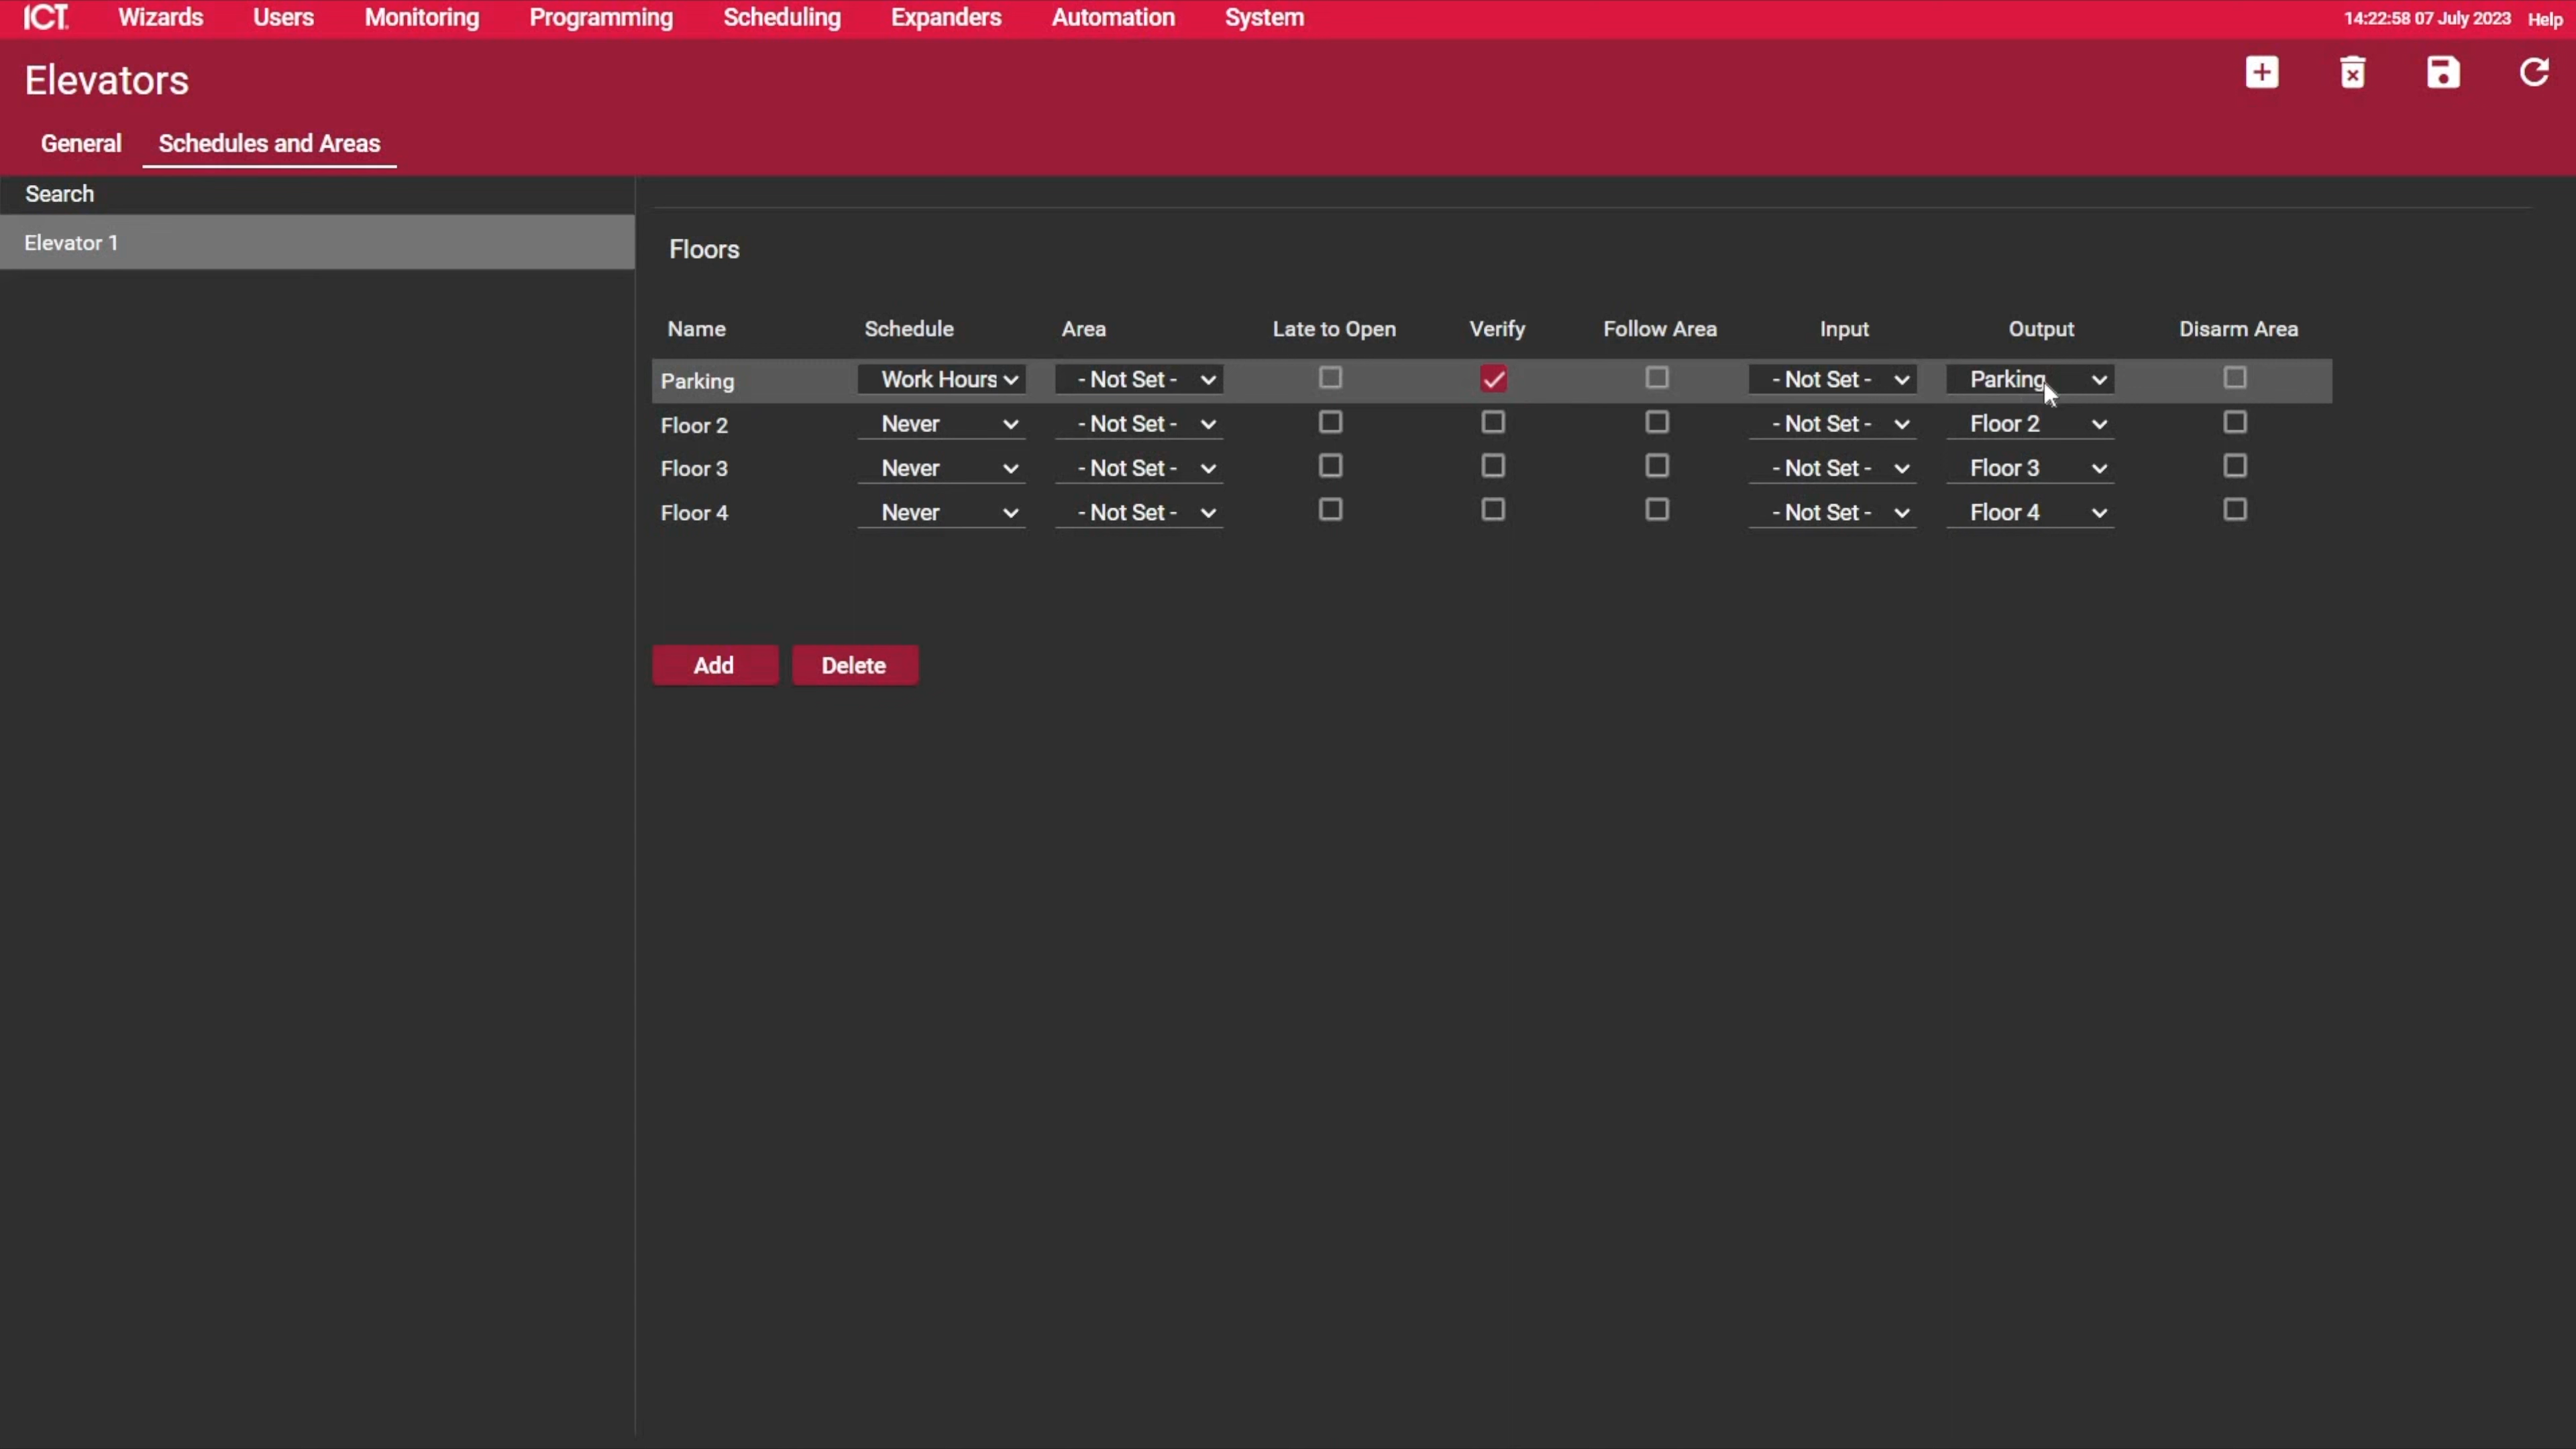 ICT. Wizards Users Monitoring Programming Scheduling Expanders Automation System 14:22:58 07 July 2023 Help
Elevators
General Schedules and Areas
Search
Elevator 1
Floors
Name Schedule Area Late to Open Verify Follow Area Input Output Disarm Area
Parking Work Hours - Not Set - - Not Set - Parking
Floor 2 Never - Not Set - - Not Set - Floor 2
Floor 3 Never - Not Set - - Not Set - Floor 3
Floor 4 Never - Not Set - - Not Set - Floor 4
Add Delete